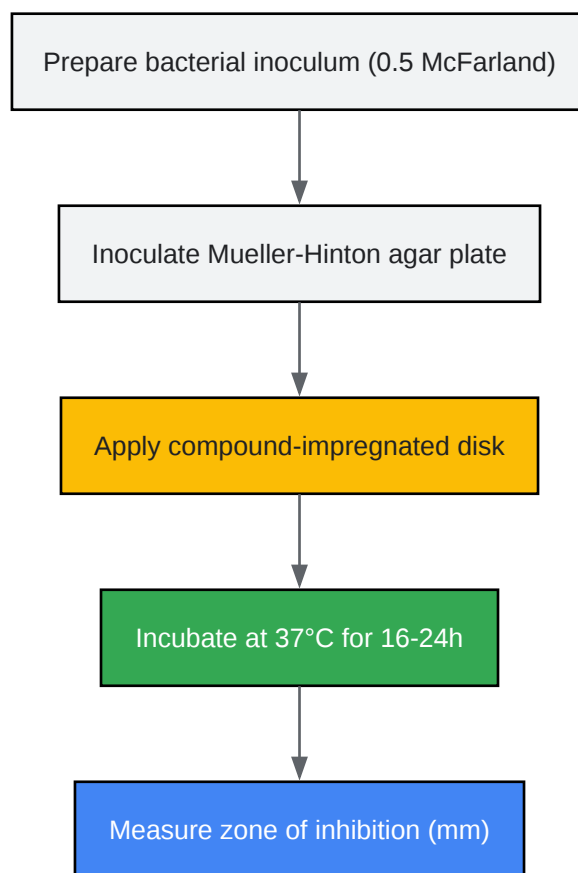 Prepare bacterial inoculum (0.5 McFarland)
Inoculate Mueller-Hinton agar plate
Apply compound-impregnated disk
Incubate at 37°C for 16-24h
Measure zone of inhibition (mm)